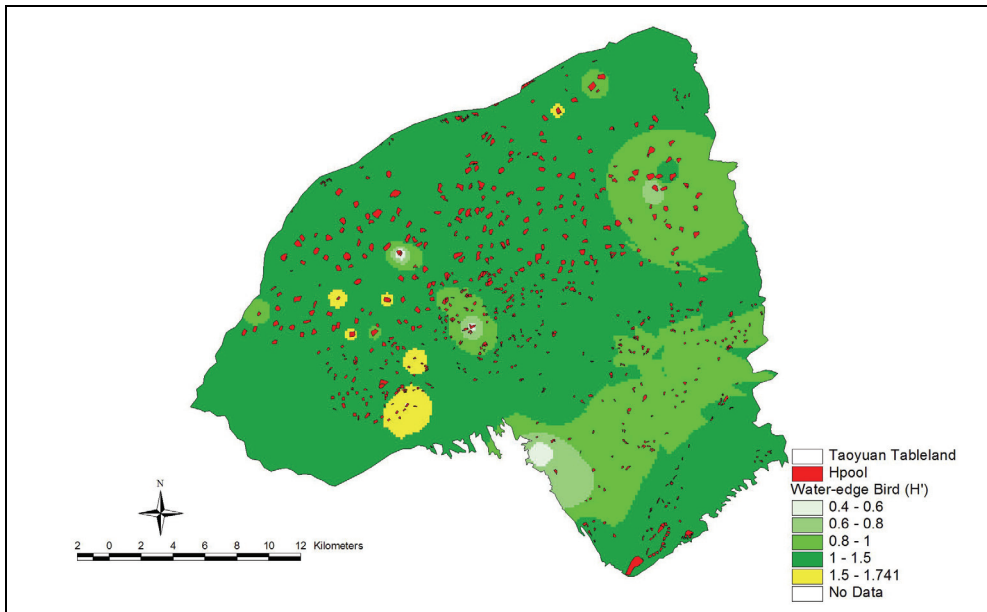 Taoyuan Tableland
Hpool
Water-edge Bird (H')
0.4 - 0.6
0.6 - 0.8
0.8 - 1
1 - 1.5
1.5 - 1.741
No Data
N
2 0 2 4 6 8 10 12 Kilometers